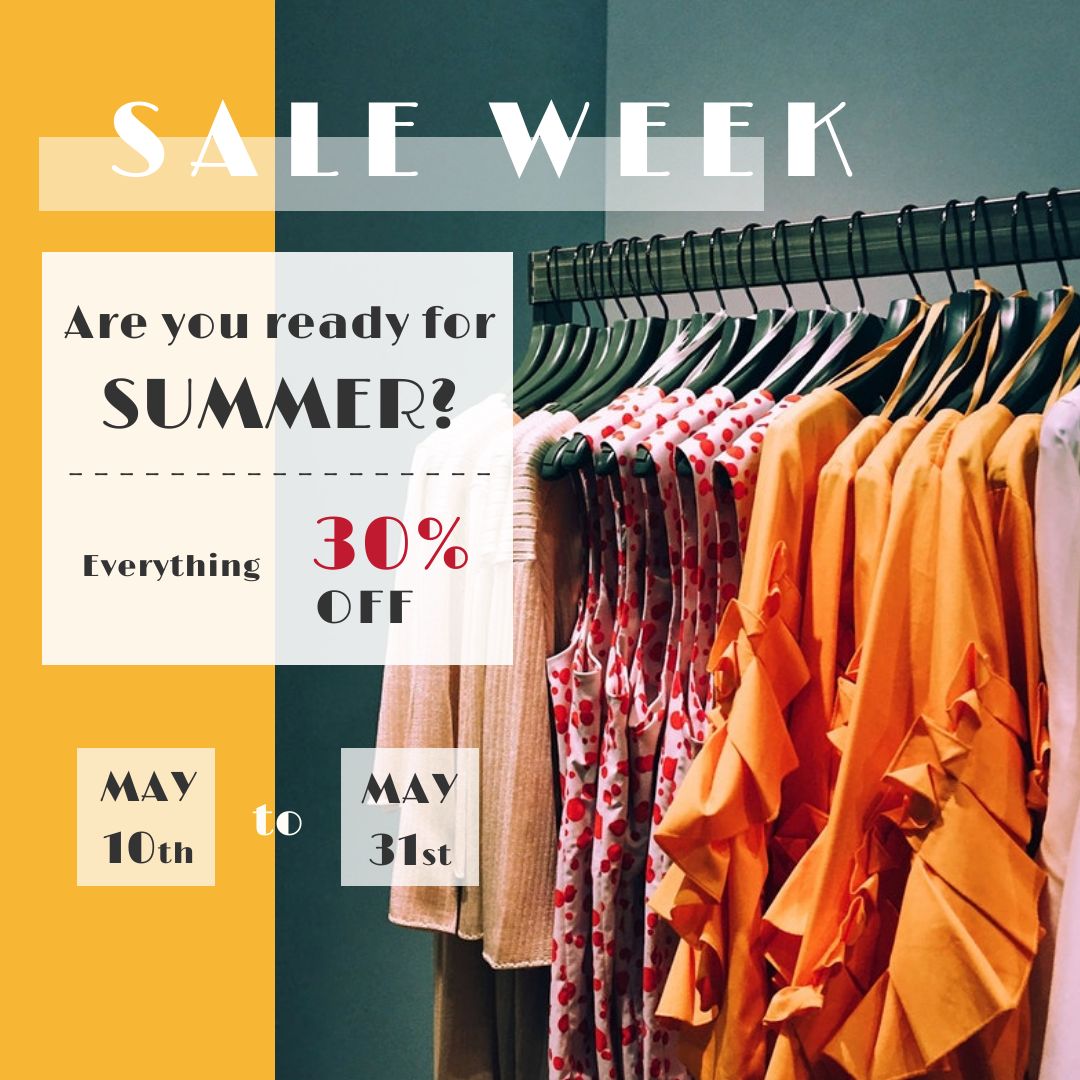 SALE WEEK
Are you ready for
SUMMER?
Everything
30%
OFF
MAY
10th
to
MAY
31st